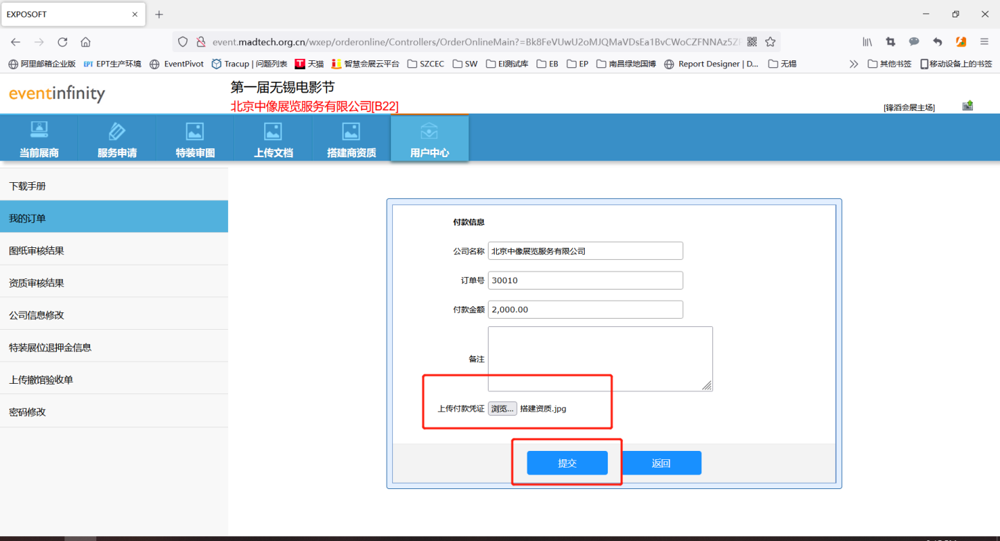 EXPOSOFT
event.madtech.org.cn/wxep/orderonline/Controllers/OrderOnlineMain?=Bk8FeVUwU2oMJQMaVDsEa1BvCWoCZFNNAz5ZF
阿里邮箱企业版 EPT EPT生产环境 EventPivot Tracup | 问题列表 T 天猫 智慧会展云平台 SZCEC SW EI测试库 EB EP 南昌绿地国博 Report Designer | D... 无锡 其他书签 移动设备上的书签
eventinfinity
第一届无锡电影节
北京中像展览服务有限公司[B22]
[锋滔会展主场]
当前展商 服务申请 特装审图 上传文档 搭建商资质 用户中心
下载手册
我的订单
图纸审核结果
资质审核结果
公司信息修改
特装展位退押金信息
上传撤馆验收单
密码修改
付款信息
公司名称 北京中像展览服务有限公司
订单号 30010
付款金额 2,000.00
备注
上传付款凭证 浏览... 搭建资质.jpg
提交 返回